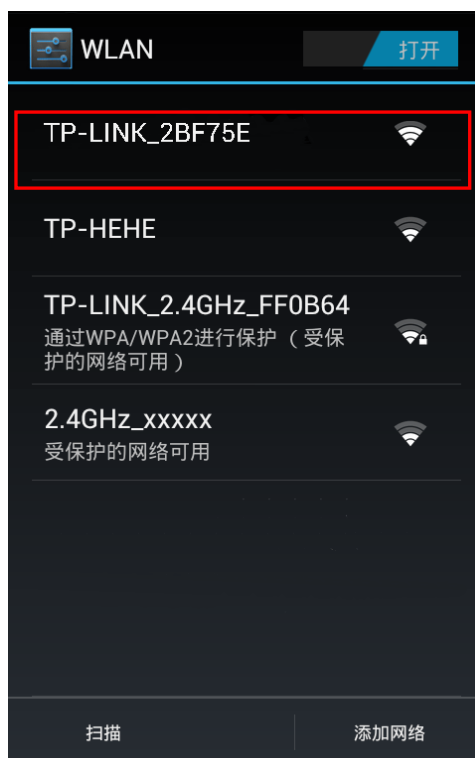 WLAN
打开
TP-LINK_2BF75E
TP-HEHE
TP-LINK_2.4GHz_FF0B64
通过WPA/WPA2进行保护（受保
护的网络可用）
2.4GHz_xxxxx
受保护的网络可用
扫描
添加网络